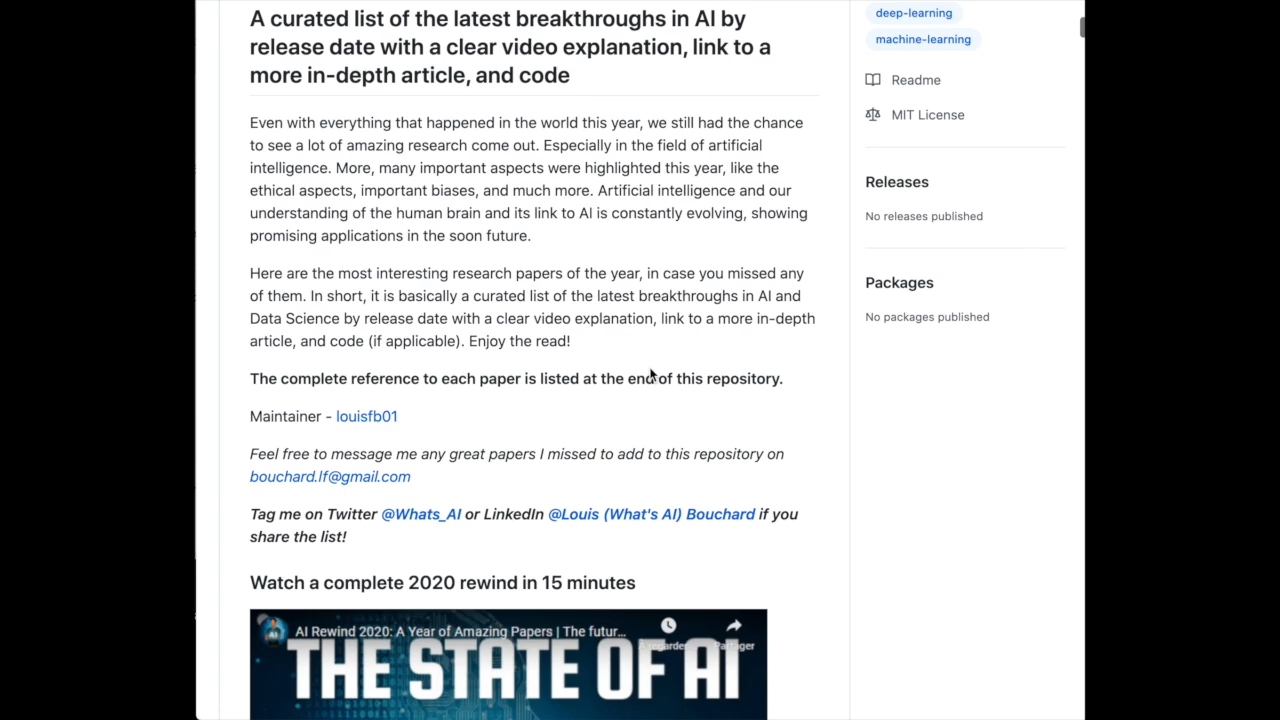 A curated list of the latest breakthroughs in AI by
release date with a clear video explanation, link to a
more in-depth article, and code
Even with everything that happened in the world this year, we still had the chance
to see a lot of amazing research come out. Especially in the field of artificial
intelligence. More, many important aspects were highlighted this year, like the
ethical aspects, important biases, and much more. Artificial intelligence and our
understanding of the human brain and its link to AI is constantly evolving, showing
promising applications in the soon future.
Here are the most interesting research papers of the year, in case you missed any
of them. In short, it is basically a curated list of the latest breakthroughs in AI and
Data Science by release date with a clear video explanation, link to a more in-depth
article, and code (if applicable). Enjoy the read!
The complete reference to each paper is listed at the end of this repository.
Maintainer - louisfb01
Feel free to message me any great papers I missed to add to this repository on
bouchard.lf@gmail.com
Tag me on Twitter @Whats_AI or LinkedIn @Louis (What's AI) Bouchard if you
share the list!
Watch a complete 2020 rewind in 15 minutes
AI Rewind 2020: A Year of Amazing Papers | The futur...
À regarder Partager
THE STATE OF AI
deep-learning
machine-learning
Readme
MIT License
Releases
No releases published
Packages
No packages published